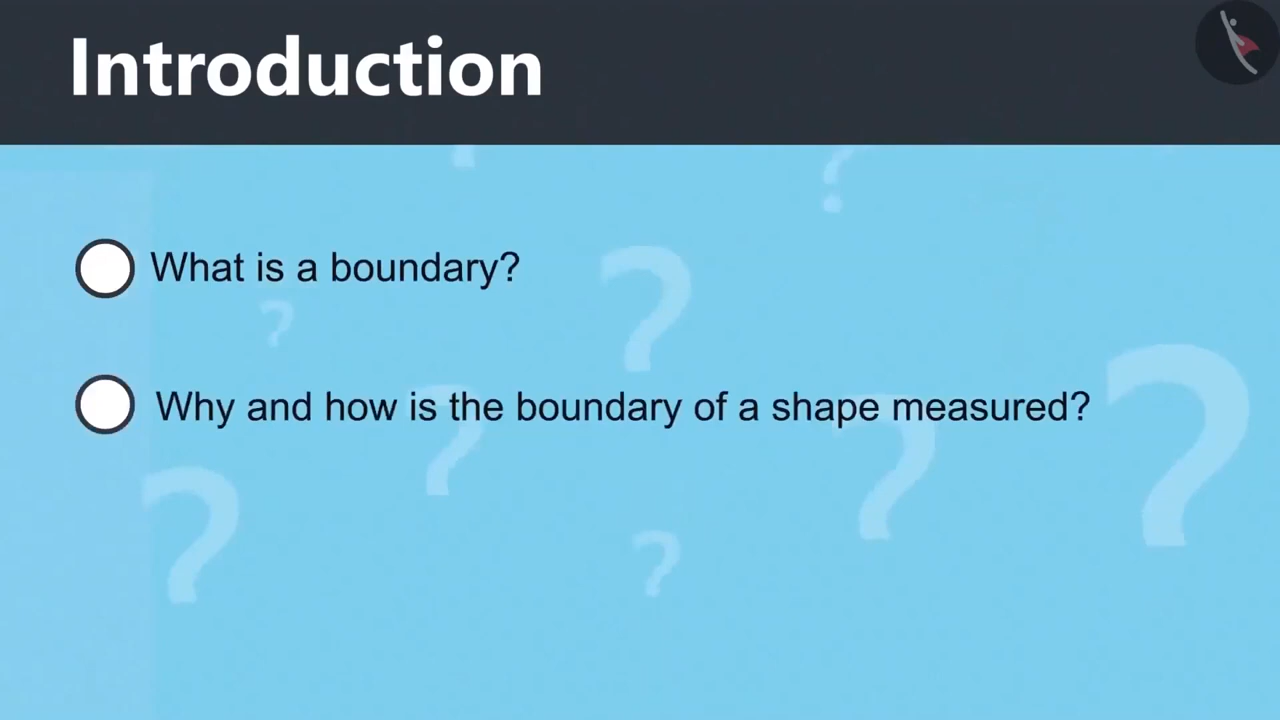 Introduction
What is a boundary?
Why and how is the boundary of a shape measured?